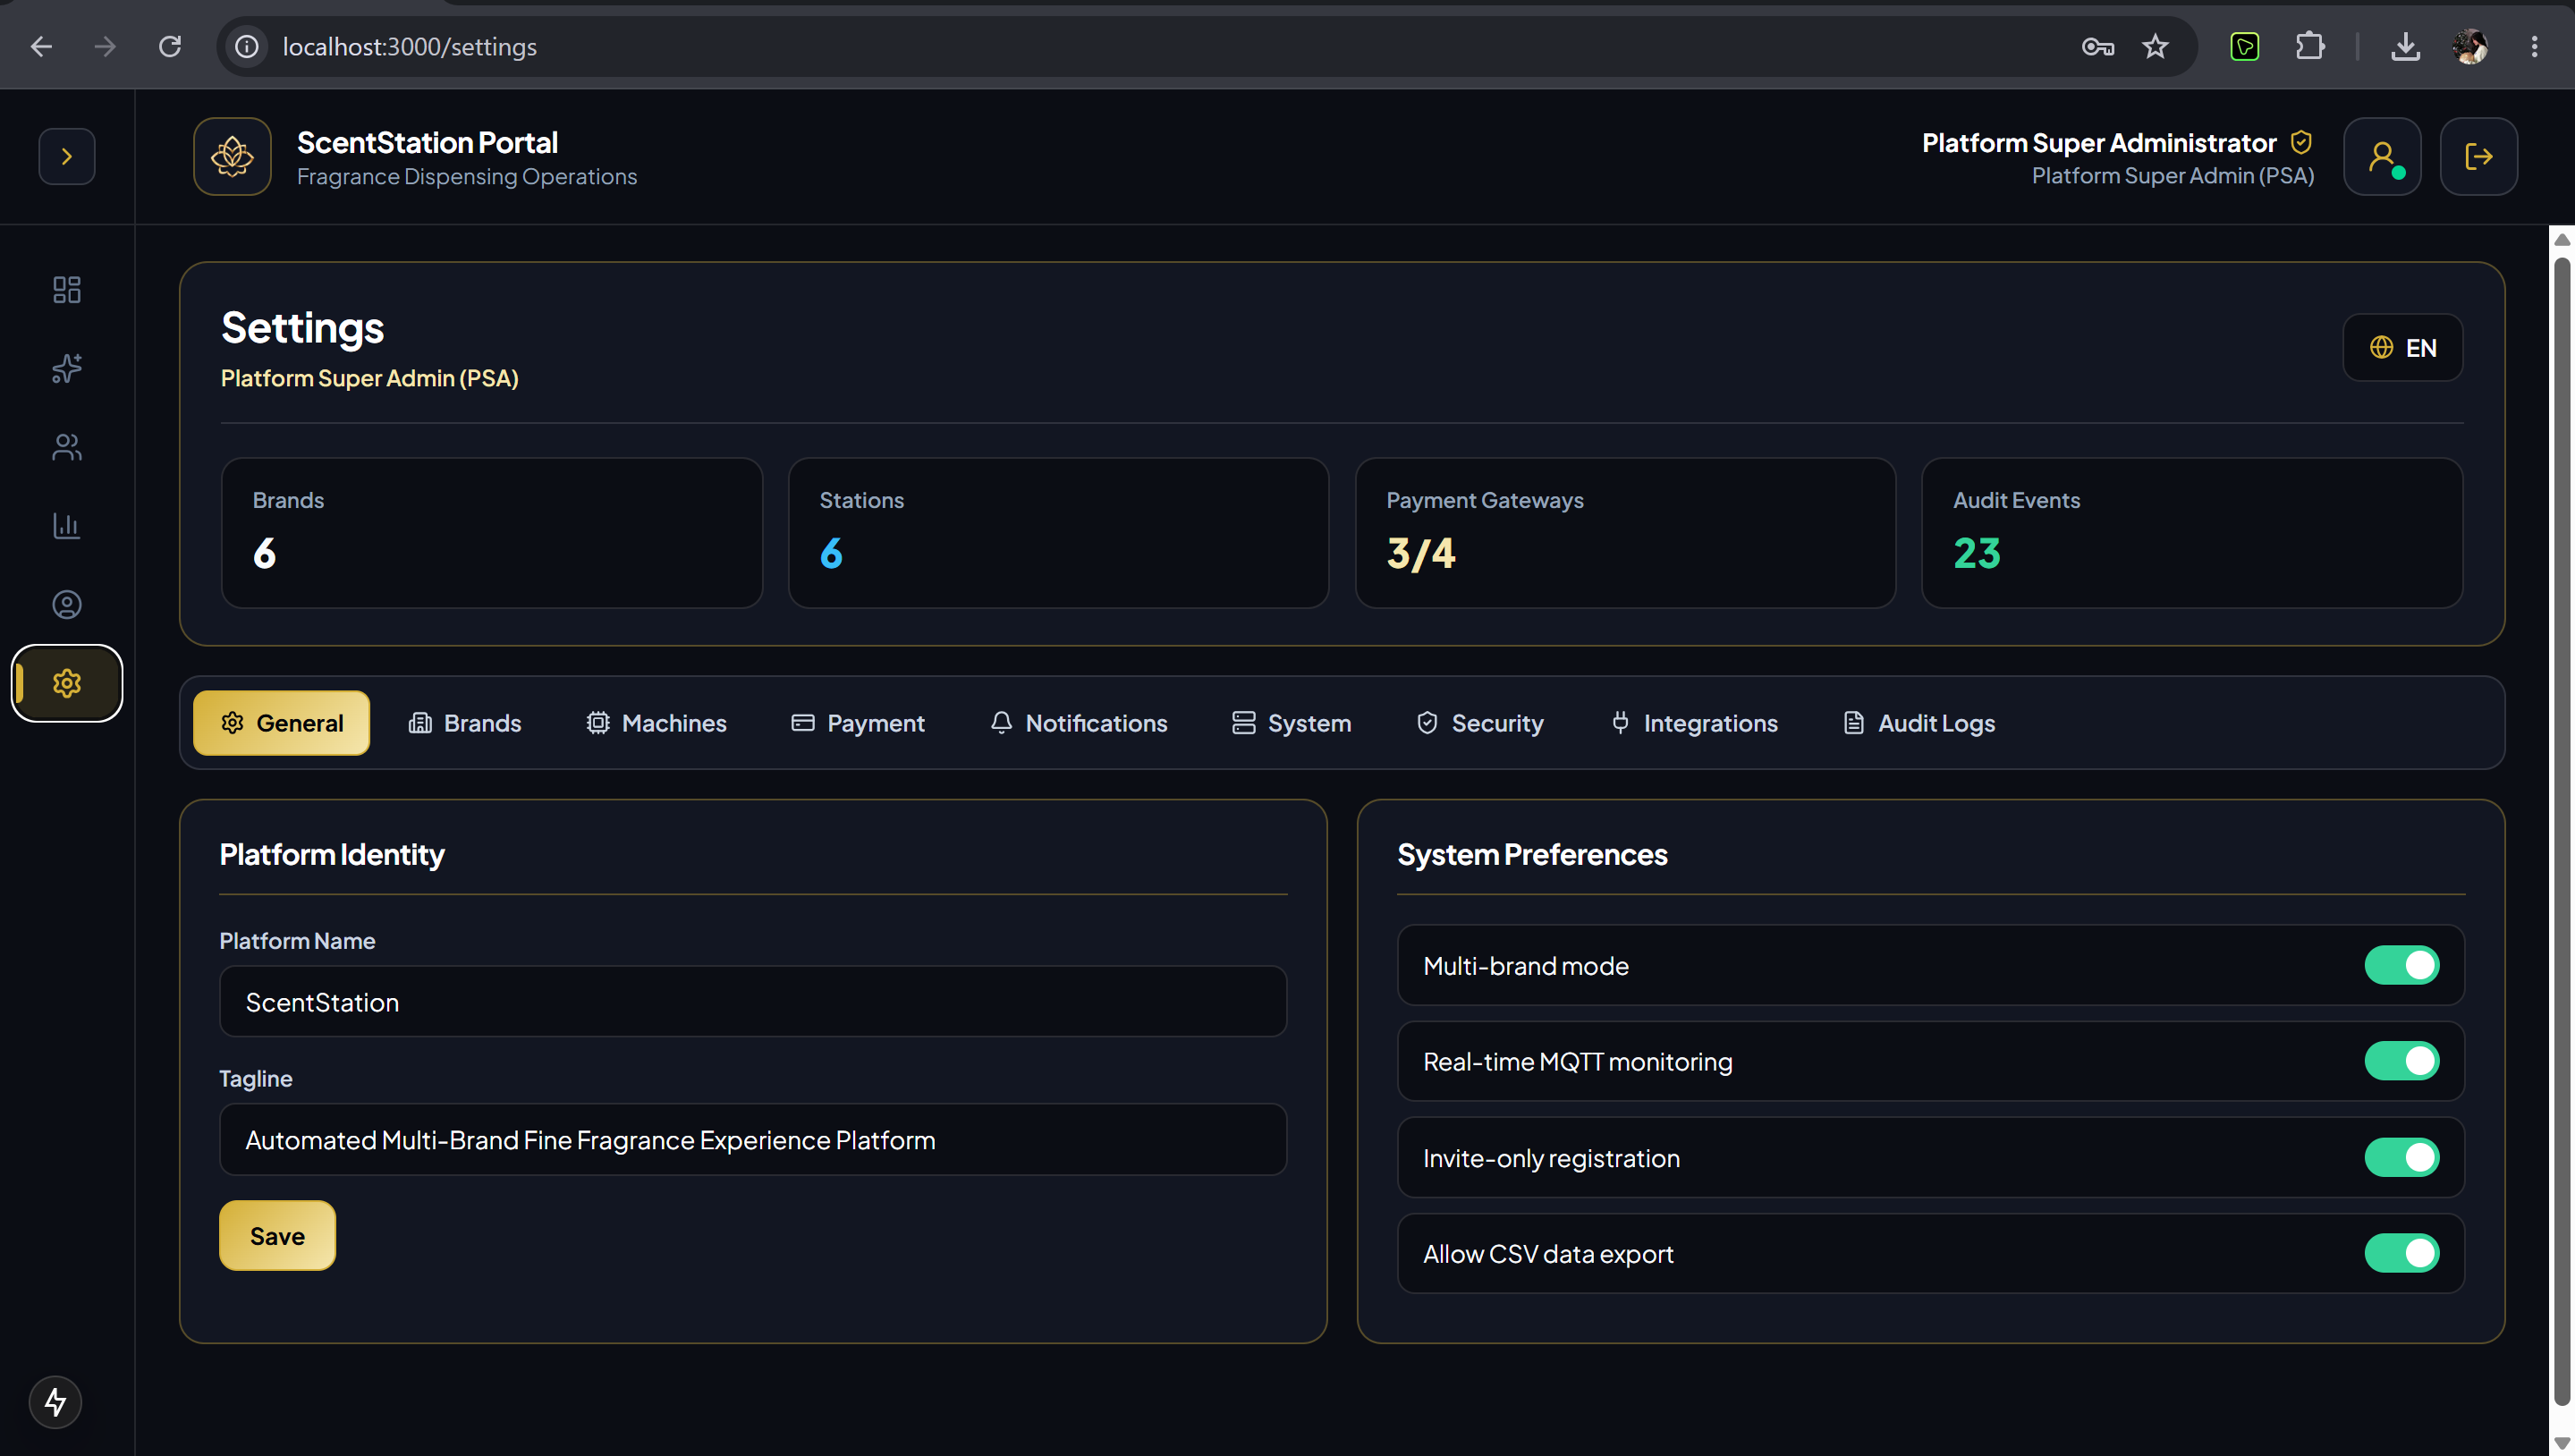 localhost:3000/settings
ScentStation Portal
Fragrance Dispensing Operations
Platform Super Administrator
Platform Super Admin (PSA)
Settings
Platform Super Admin (PSA)
EN
Brands
6
Stations
6
Payment Gateways
3/4
Audit Events
23
General
Brands
Machines
Payment
Notifications
System
Security
Integrations
Audit Logs
Platform Identity
Platform Name
ScentStation
Tagline
Automated Multi-Brand Fine Fragrance Experience Platform
Save
System Preferences
Multi-brand mode
Real-time MQTT monitoring
Invite-only registration
Allow CSV data export